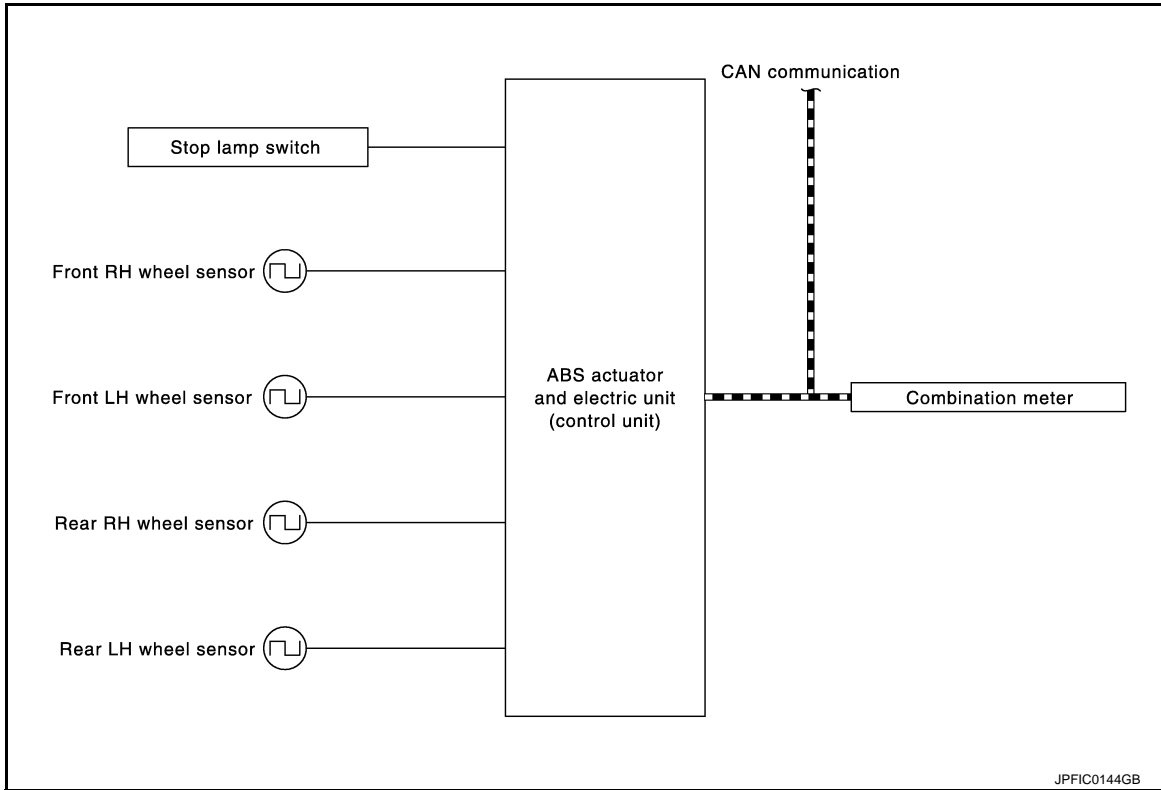 CAN communication
Stop lamp switch
Front RH wheel sensor
Front LH wheel sensor
ABS actuator
and electric unit
(control unit)
Combination meter
Rear RH wheel sensor
Rear LH wheel sensor
JPFIC0144GB